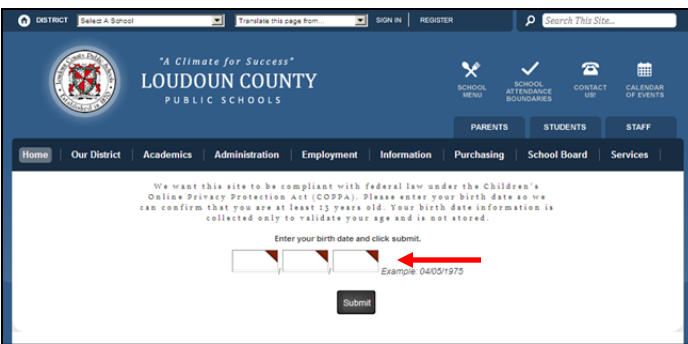 DISTRICT Select A School Translate this page from... SIGN IN REGISTER Search This Site...
"A Climate for Success"
LOUDOUN COUNTY
PUBLIC SCHOOLS
SCHOOL MENU
SCHOOL ATTENDANCE BOUNDARIES
CONTACT US!
CALENDAR OF EVENTS
PARENTS STUDENTS STAFF
Home Our District Academics Administration Employment Information Purchasing School Board Services
We want this site to be compliant with federal law under the Children's
Online Privacy Protection Act (COPPA). Please enter your birth date so we
can confirm that you are at least 13 years old. Your birth date information is
collected only to validate your age and is not stored.
Enter your birth date and click submit.
/ / Example: 04/05/1975
Submit